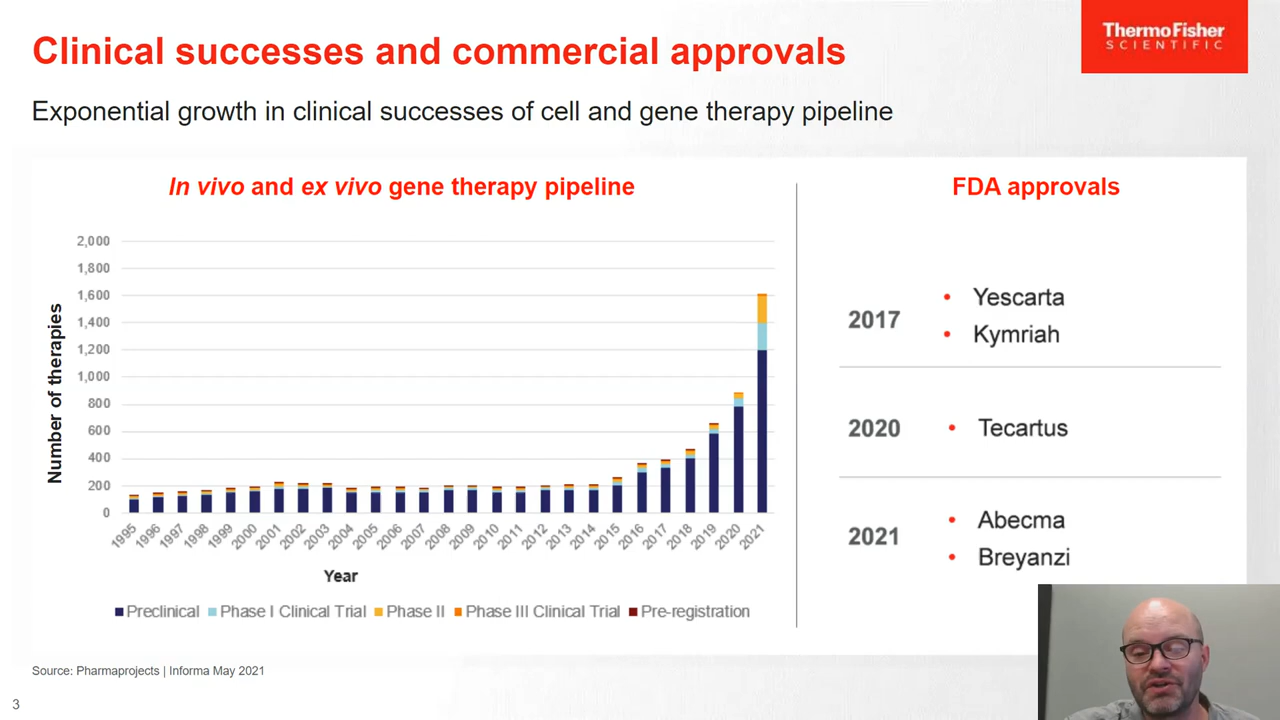 Clinical successes and commercial approvals
ThermoFisher
SCIENTIFIC
Exponential growth in clinical successes of cell and gene therapy pipeline
In vivo and ex vivo gene therapy pipeline
Number of therapies
2,000
1,800
1,600
1,400
1,200
1,000
800
600
400
200
0
1995 1996 1997 1998 1999 2000 2001 2002 2003 2004 2005 2006 2007 2008 2009 2010 2011 2012 2013 2014 2015 2016 2017 2018 2019 2020 2021
Year
Preclinical Phase I Clinical Trial Phase II Phase III Clinical Trial Pre-registration
FDA approvals
2017
• Yescarta
• Kymriah
2020
• Tecartus
2021
• Abecma
• Breyanzi
Source: Pharmaprojects | Informa May 2021
3